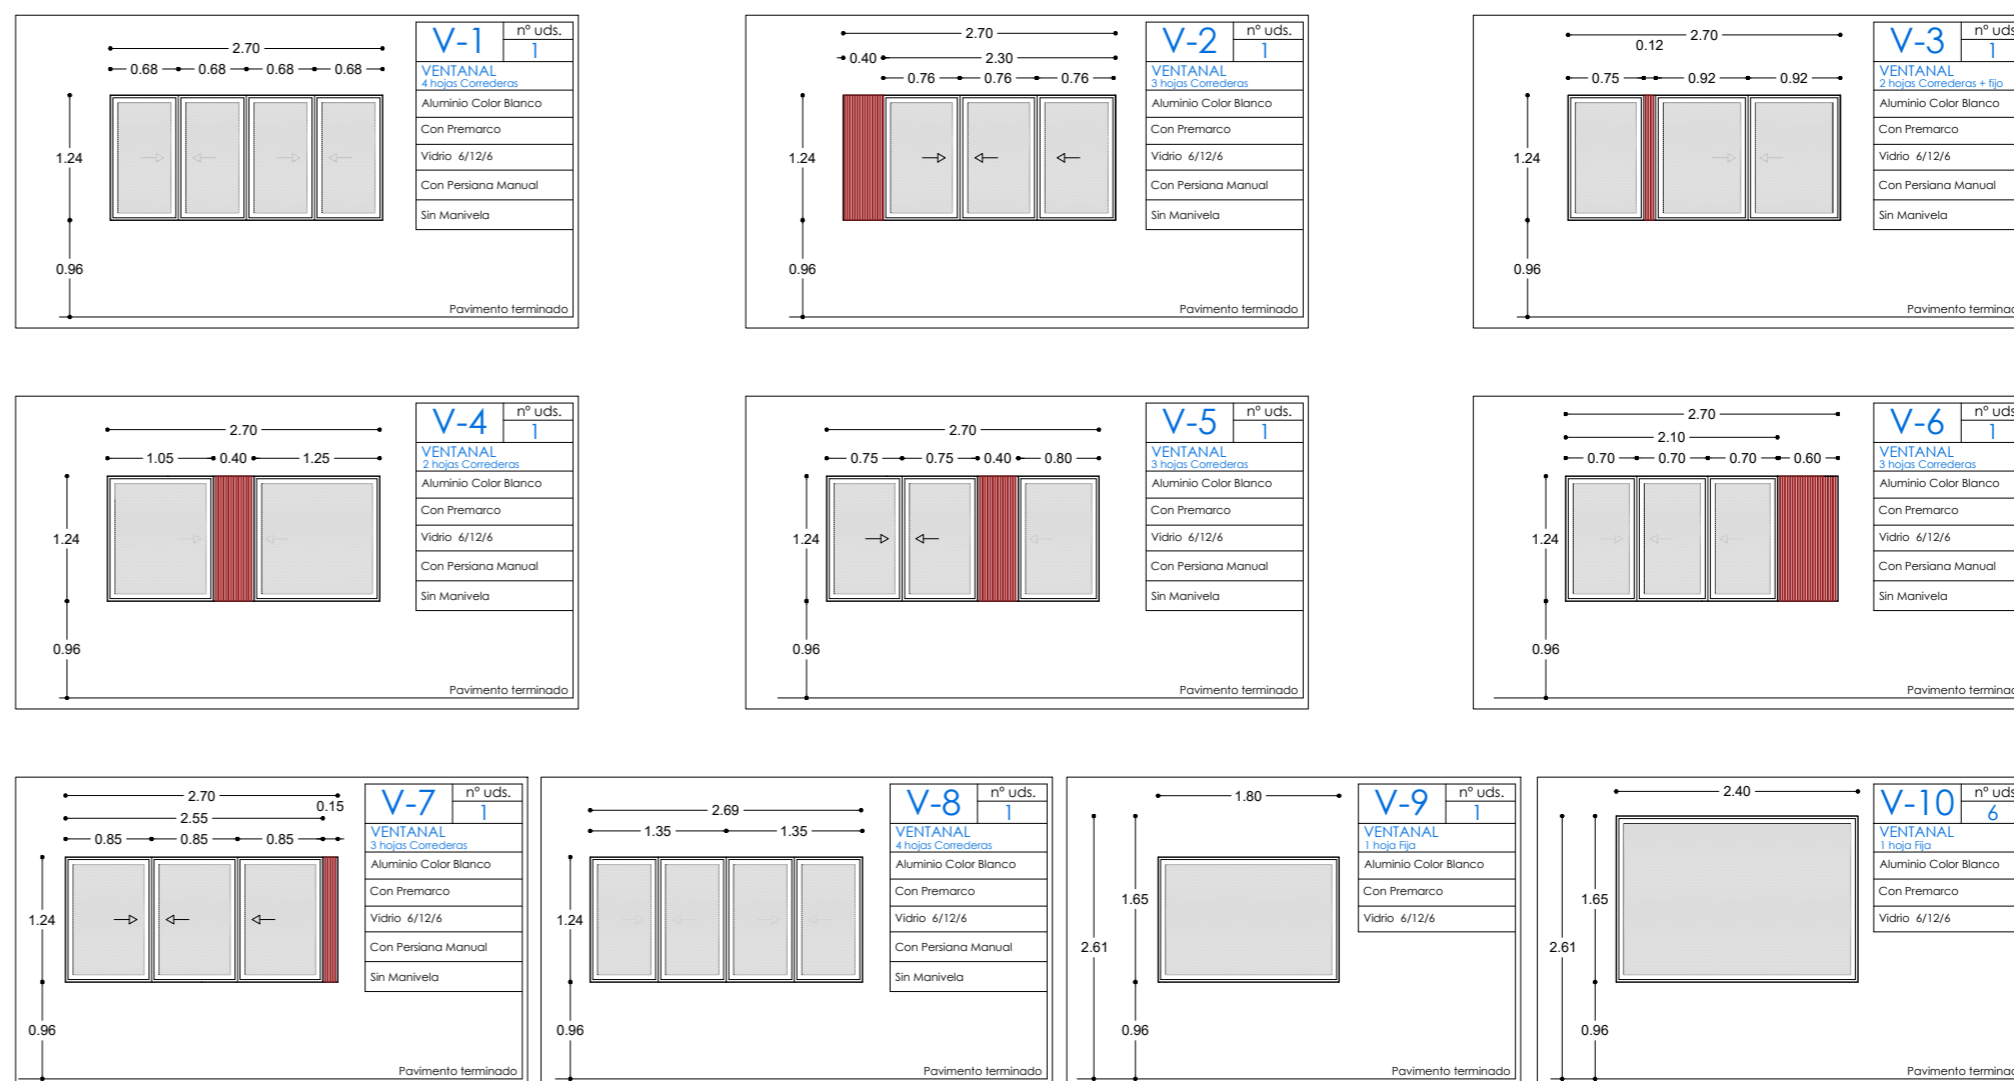 2.70
0.68 0.68 0.68 0.68
1.24
0.96
V-1
nº uds.
1
VENTANAL
4 hojas Correderas
Aluminio Color Blanco
Con Premarco
Vidrio 6/12/6
Con Persiana Manual
Sin Manivela
Pavimento terminado
2.70
0.40 2.30
0.76 0.76 0.76
1.24
0.96
V-2
nº uds.
1
VENTANAL
3 hojas Correderas
Aluminio Color Blanco
Con Premarco
Vidrio 6/12/6
Con Persiana Manual
Sin Manivela
Pavimento terminado
2.70
0.12
0.75 0.92 0.92
1.24
0.96
V-3
nº uds
1
VENTANAL
2 hojas Correderas + fijo
Aluminio Color Blanco
Con Premarco
Vidrio 6/12/6
Con Persiana Manual
Sin Manivela
Pavimento terminad
2.70
1.05 0.40 1.25
1.24
0.96
V-4
nº uds.
1
VENTANAL
2 hojas Correderas
Aluminio Color Blanco
Con Premarco
Vidrio 6/12/6
Con Persiana Manual
Sin Manivela
Pavimento terminado
2.70
0.75 0.75 0.40 0.80
1.24
0.96
V-5
nº uds.
1
VENTANAL
3 hojas Correderas
Aluminio Color Blanco
Con Premarco
Vidrio 6/12/6
Con Persiana Manual
Sin Manivela
Pavimento terminado
2.70
2.10
0.70 0.70 0.70 0.60
1.24
0.96
V-6
nº uds
1
VENTANAL
3 hojas Correderas
Aluminio Color Blanco
Con Premarco
Vidrio 6/12/6
Con Persiana Manual
Sin Manivela
Pavimento terminad
2.70
0.15
2.55
0.85 0.85 0.85
1.24
0.96
V-7
nº uds.
1
VENTANAL
3 hojas Correderas
Aluminio Color Blanco
Con Premarco
Vidrio 6/12/6
Con Persiana Manual
Sin Manivela
Pavimento terminado
2.69
1.35 1.35
1.24
0.96
V-8
nº uds.
1
VENTANAL
4 hojas Correderas
Aluminio Color Blanco
Con Premarco
Vidrio 6/12/6
Con Persiana Manual
Sin Manivela
Pavimento terminado
1.80
1.65
2.61
0.96
V-9
nº uds.
1
VENTANAL
1 hoja Fija
Aluminio Color Blanco
Con Premarco
Vidrio 6/12/6
Pavimento terminado
2.40
1.65
2.61
0.96
V-10
nº uds
6
VENTANAL
1 hoja Fija
Aluminio Color Blanco
Con Premarco
Vidrio 6/12/6
Pavimento terminad